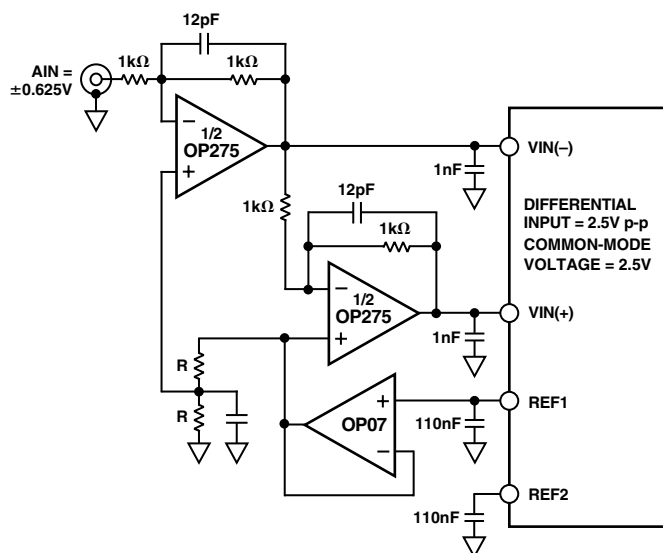 12pF
1kΩ
1kΩ
AIN =
±0.625V
−
1/2
OP275
+
VIN(–)
1nF
DIFFERENTIAL
INPUT = 2.5V p-p
COMMON-MODE
VOLTAGE = 2.5V
1kΩ
12pF
1kΩ
−
1/2
OP275
+
VIN(+)
1nF
R
R
+
OP07
−
REF1
110nF
REF2
110nF